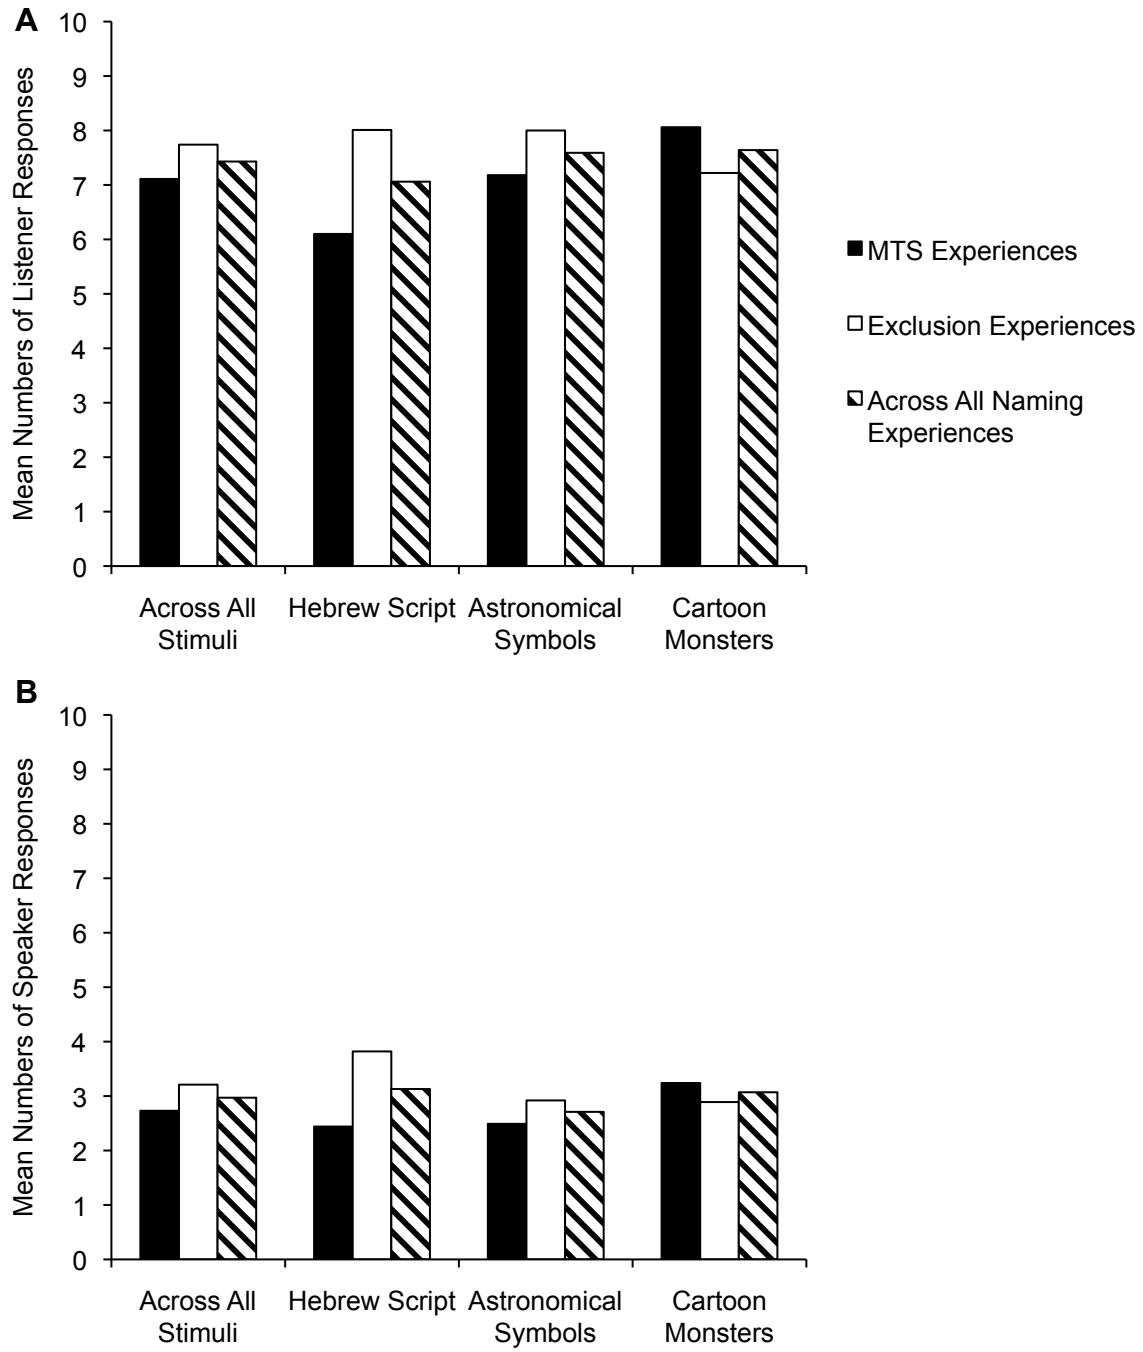 A
10
9
8
7
6
5
4
3
2
1
0
Mean Numbers of Listener Responses
Across All
Stimuli
Hebrew Script
Astronomical
Symbols
Cartoon
Monsters
MTS Experiences
Exclusion Experiences
Across All Naming
Experiences
B
10
9
8
7
6
5
4
3
2
1
0
Mean Numbers of Speaker Responses
Across All
Stimuli
Hebrew Script
Astronomical
Symbols
Cartoon
Monsters